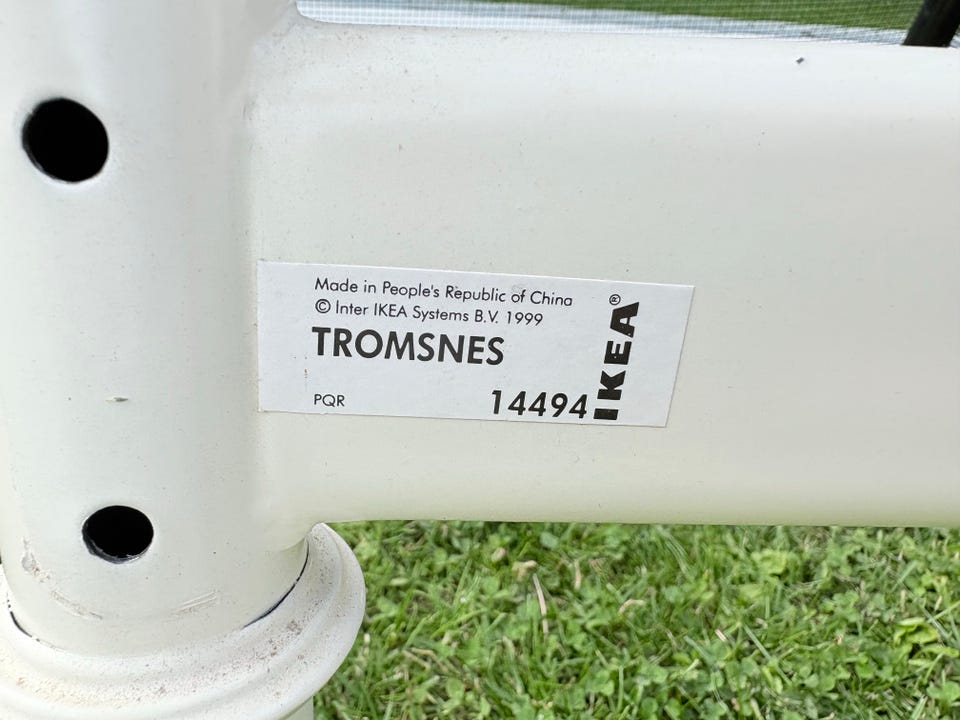 Made in People's Republic of China
© Inter IKEA Systems B.V. 1999
TROMSNES
PQR
14494
IKEA®